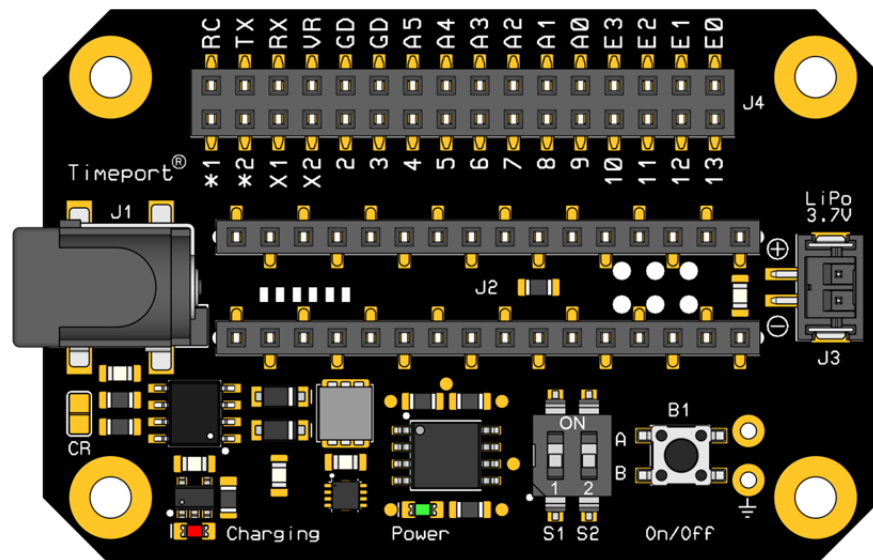 RC TX RX VR GD GD A5 A4 A3 A2 A1 A0 E3 E2 E1 E0
J4
*1 *2 X1 X2 2 3 4 5 6 7 8 9 10 11 12 13
Timeport®
J1
LiPo
3.7V
+
J2
−
J3
CR
ON
1 2
B1
A
B
Charging
Power
S1 S2
On/Off